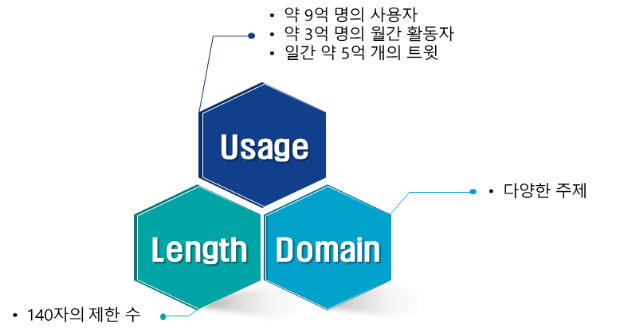 • 약 9억 명의 사용자
• 약 3억 명의 월간 활동자
• 일간 약 5억 개의 트윗
Usage
• 다양한 주제
Length
Domain
• 140자의 제한 수